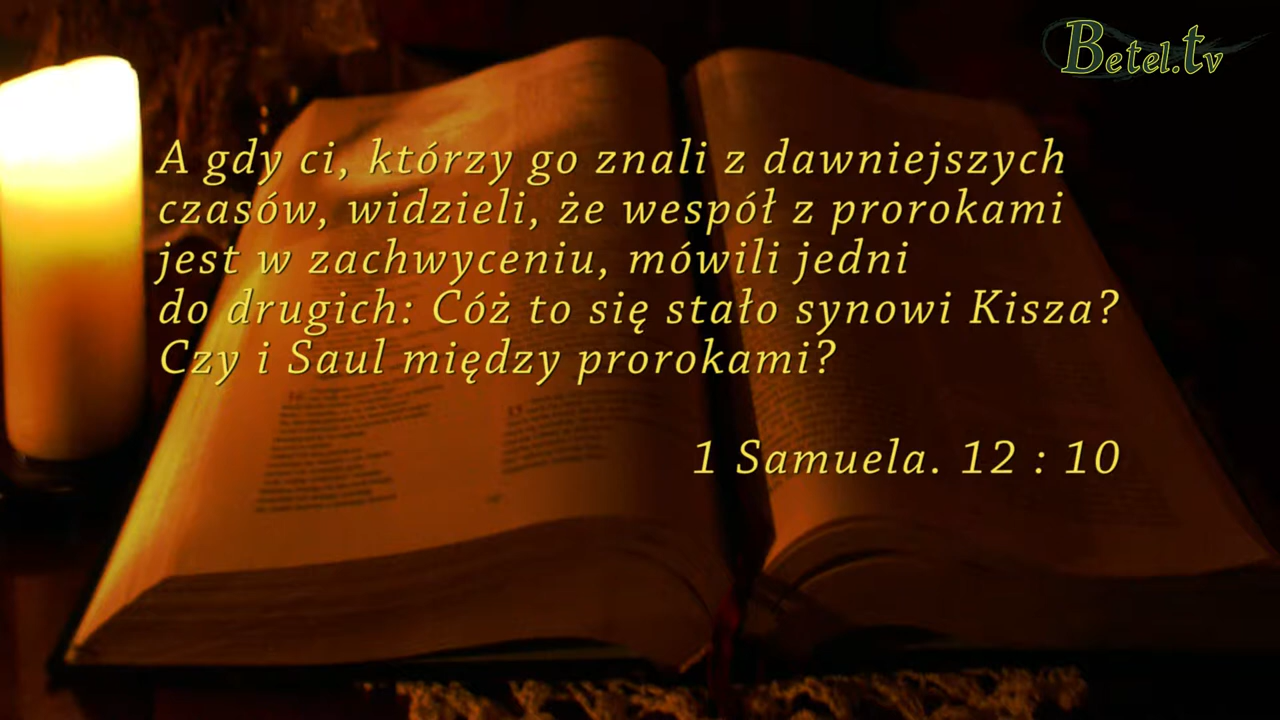 Betel.tv
A gdy ci, którzy go znali z dawniejszych
czasów, widzieli, że wespół z prorokami
jest w zachwyceniu, mówili jedni
do drugich: Cóż to się stało synowi Kisza?
Czy i Saul między prorokami?
1 Samuela. 12 : 10